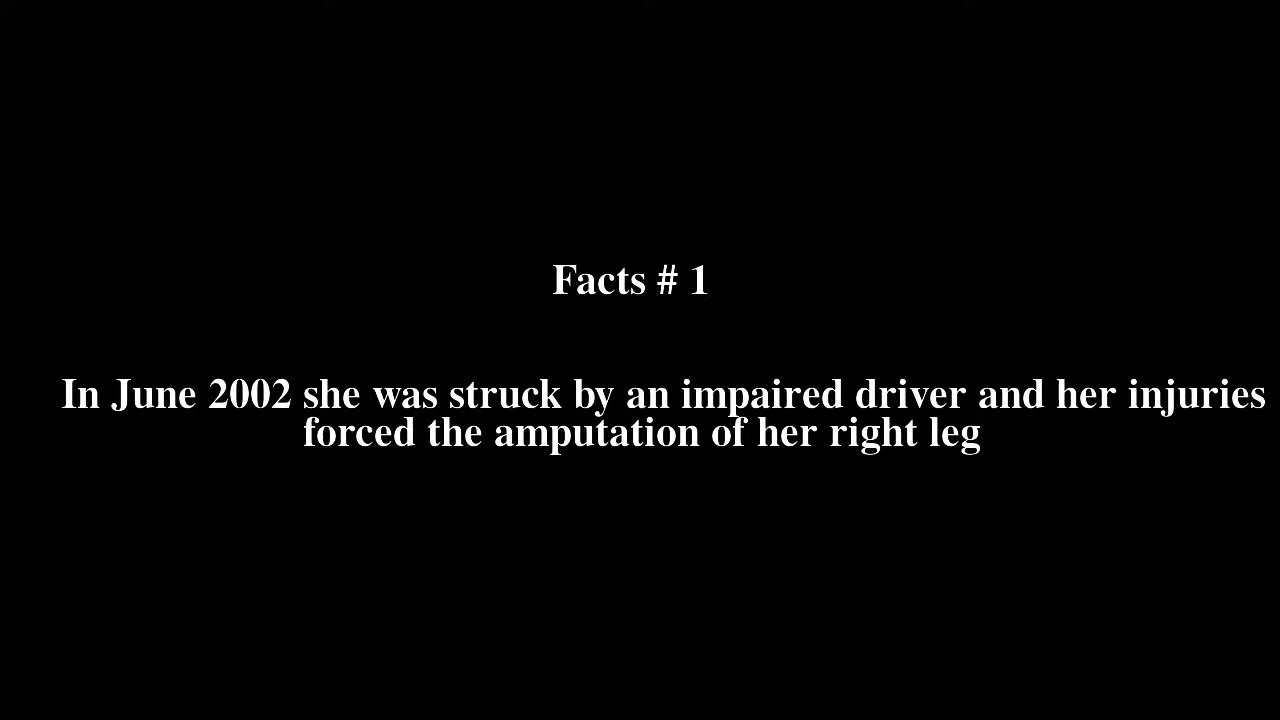 Facts # 1
In June 2002 she was struck by an impaired driver and her injuries
forced the amputation of her right leg